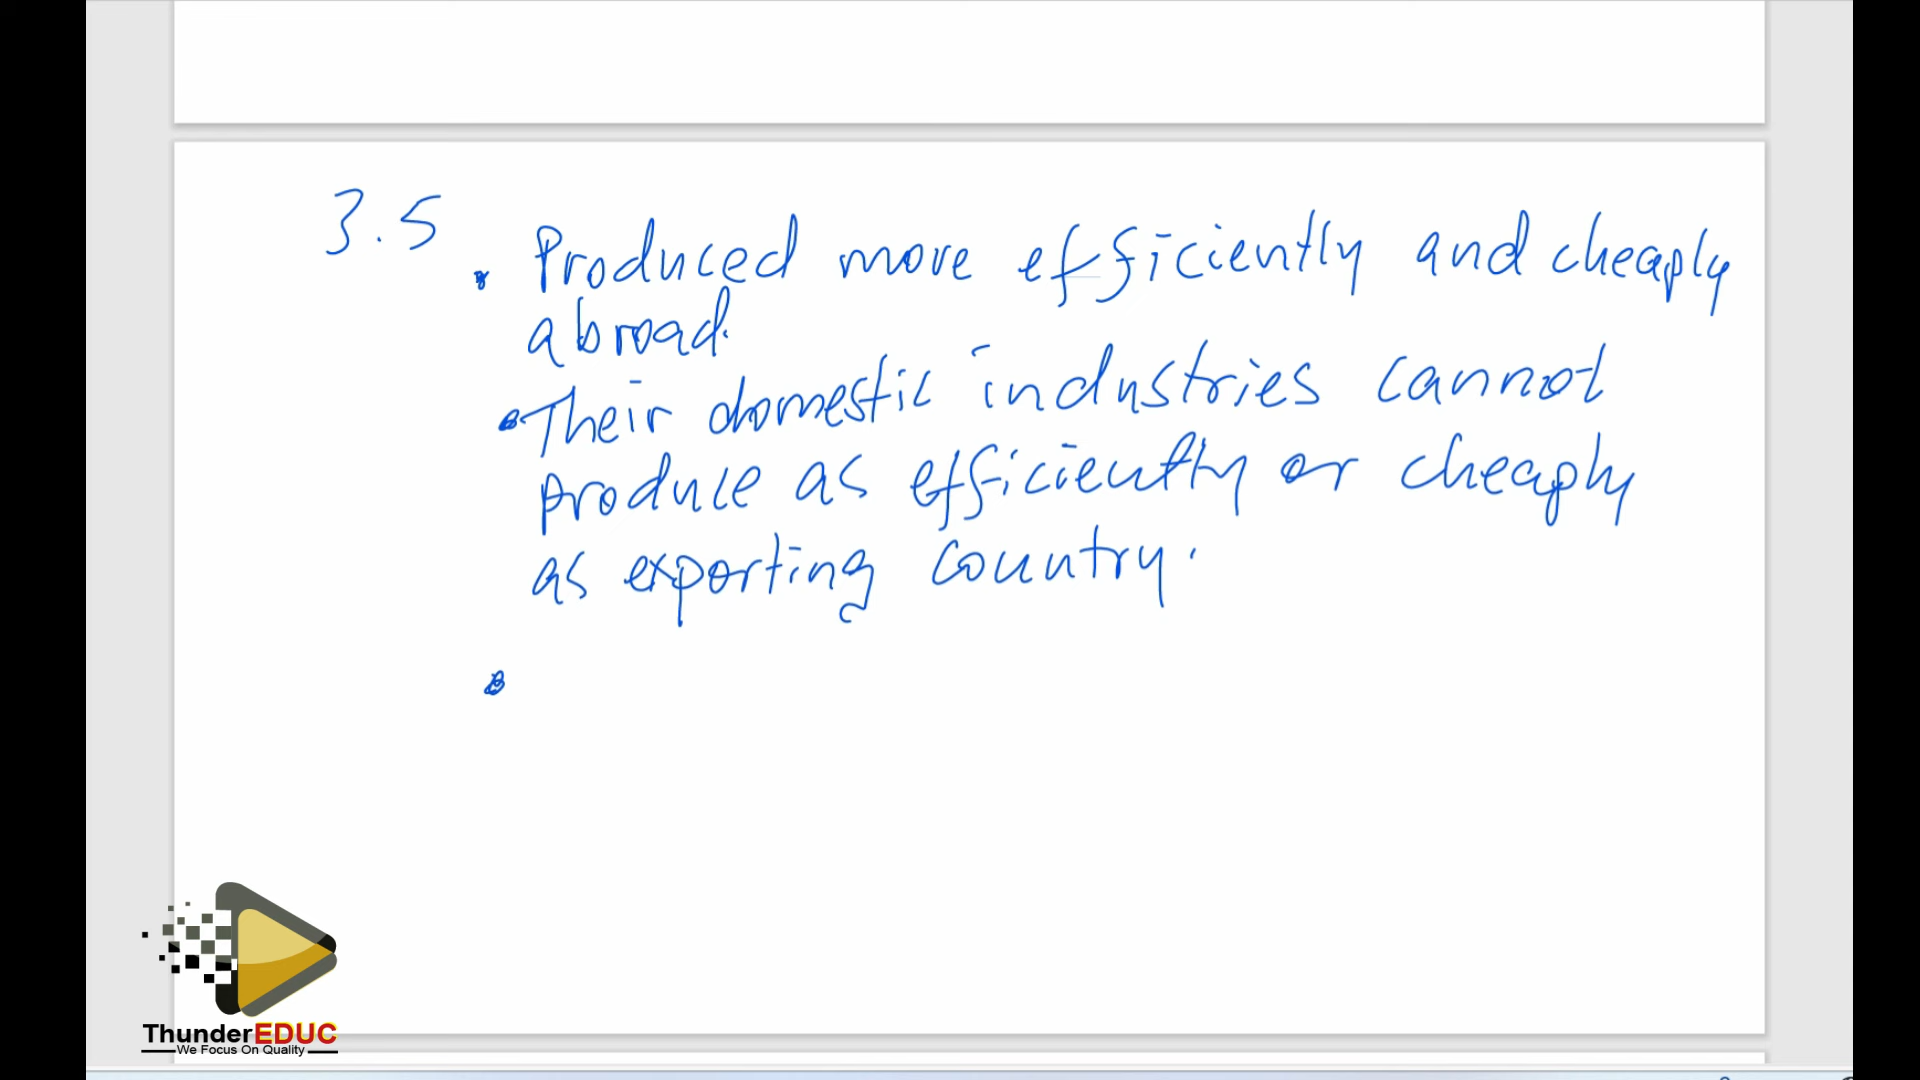 3.5
. Produced more efficiently and cheaply
abroad.
. Their domestic industries cannot
produce as efficiently or cheaply
as exporting country.
.
ThunderEDUC
We Focus On Quality